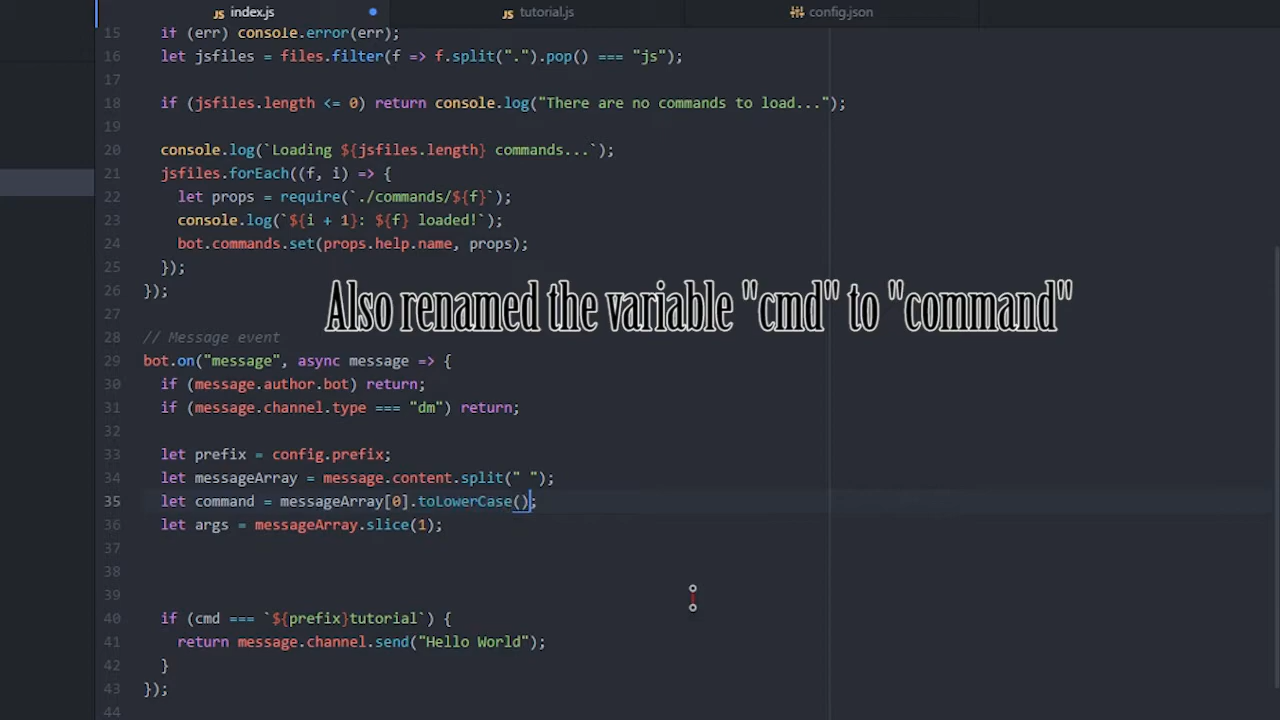 index.js
tutorial.js
config.json
15 if (err) console.error(err);
16 let jsfiles = files.filter(f => f.split(".").pop() === "js");
17
18 if (jsfiles.length <= 0) return console.log("There are no commands to load...");
19
20 console.log(`Loading ${jsfiles.length} commands...`);
21 jsfiles.forEach((f, i) => {
22 let props = require(`./commands/${f}`);
23 console.log(`${i + 1}: ${f} loaded!`);
24 bot.commands.set(props.help.name, props);
25 });
26 });
Also renamed the variable "cmd" to "command"
27
28 // Message event
29 bot.on("message", async message => {
30 if (message.author.bot) return;
31 if (message.channel.type === "dm") return;
32
33 let prefix = config.prefix;
34 let messageArray = message.content.split(" ");
35 let command = messageArray[0].toLowerCase();
36 let args = messageArray.slice(1);
37
38
39
40 if (cmd === `${prefix}tutorial`) {
41 return message.channel.send("Hello World");
42 }
43 });
44